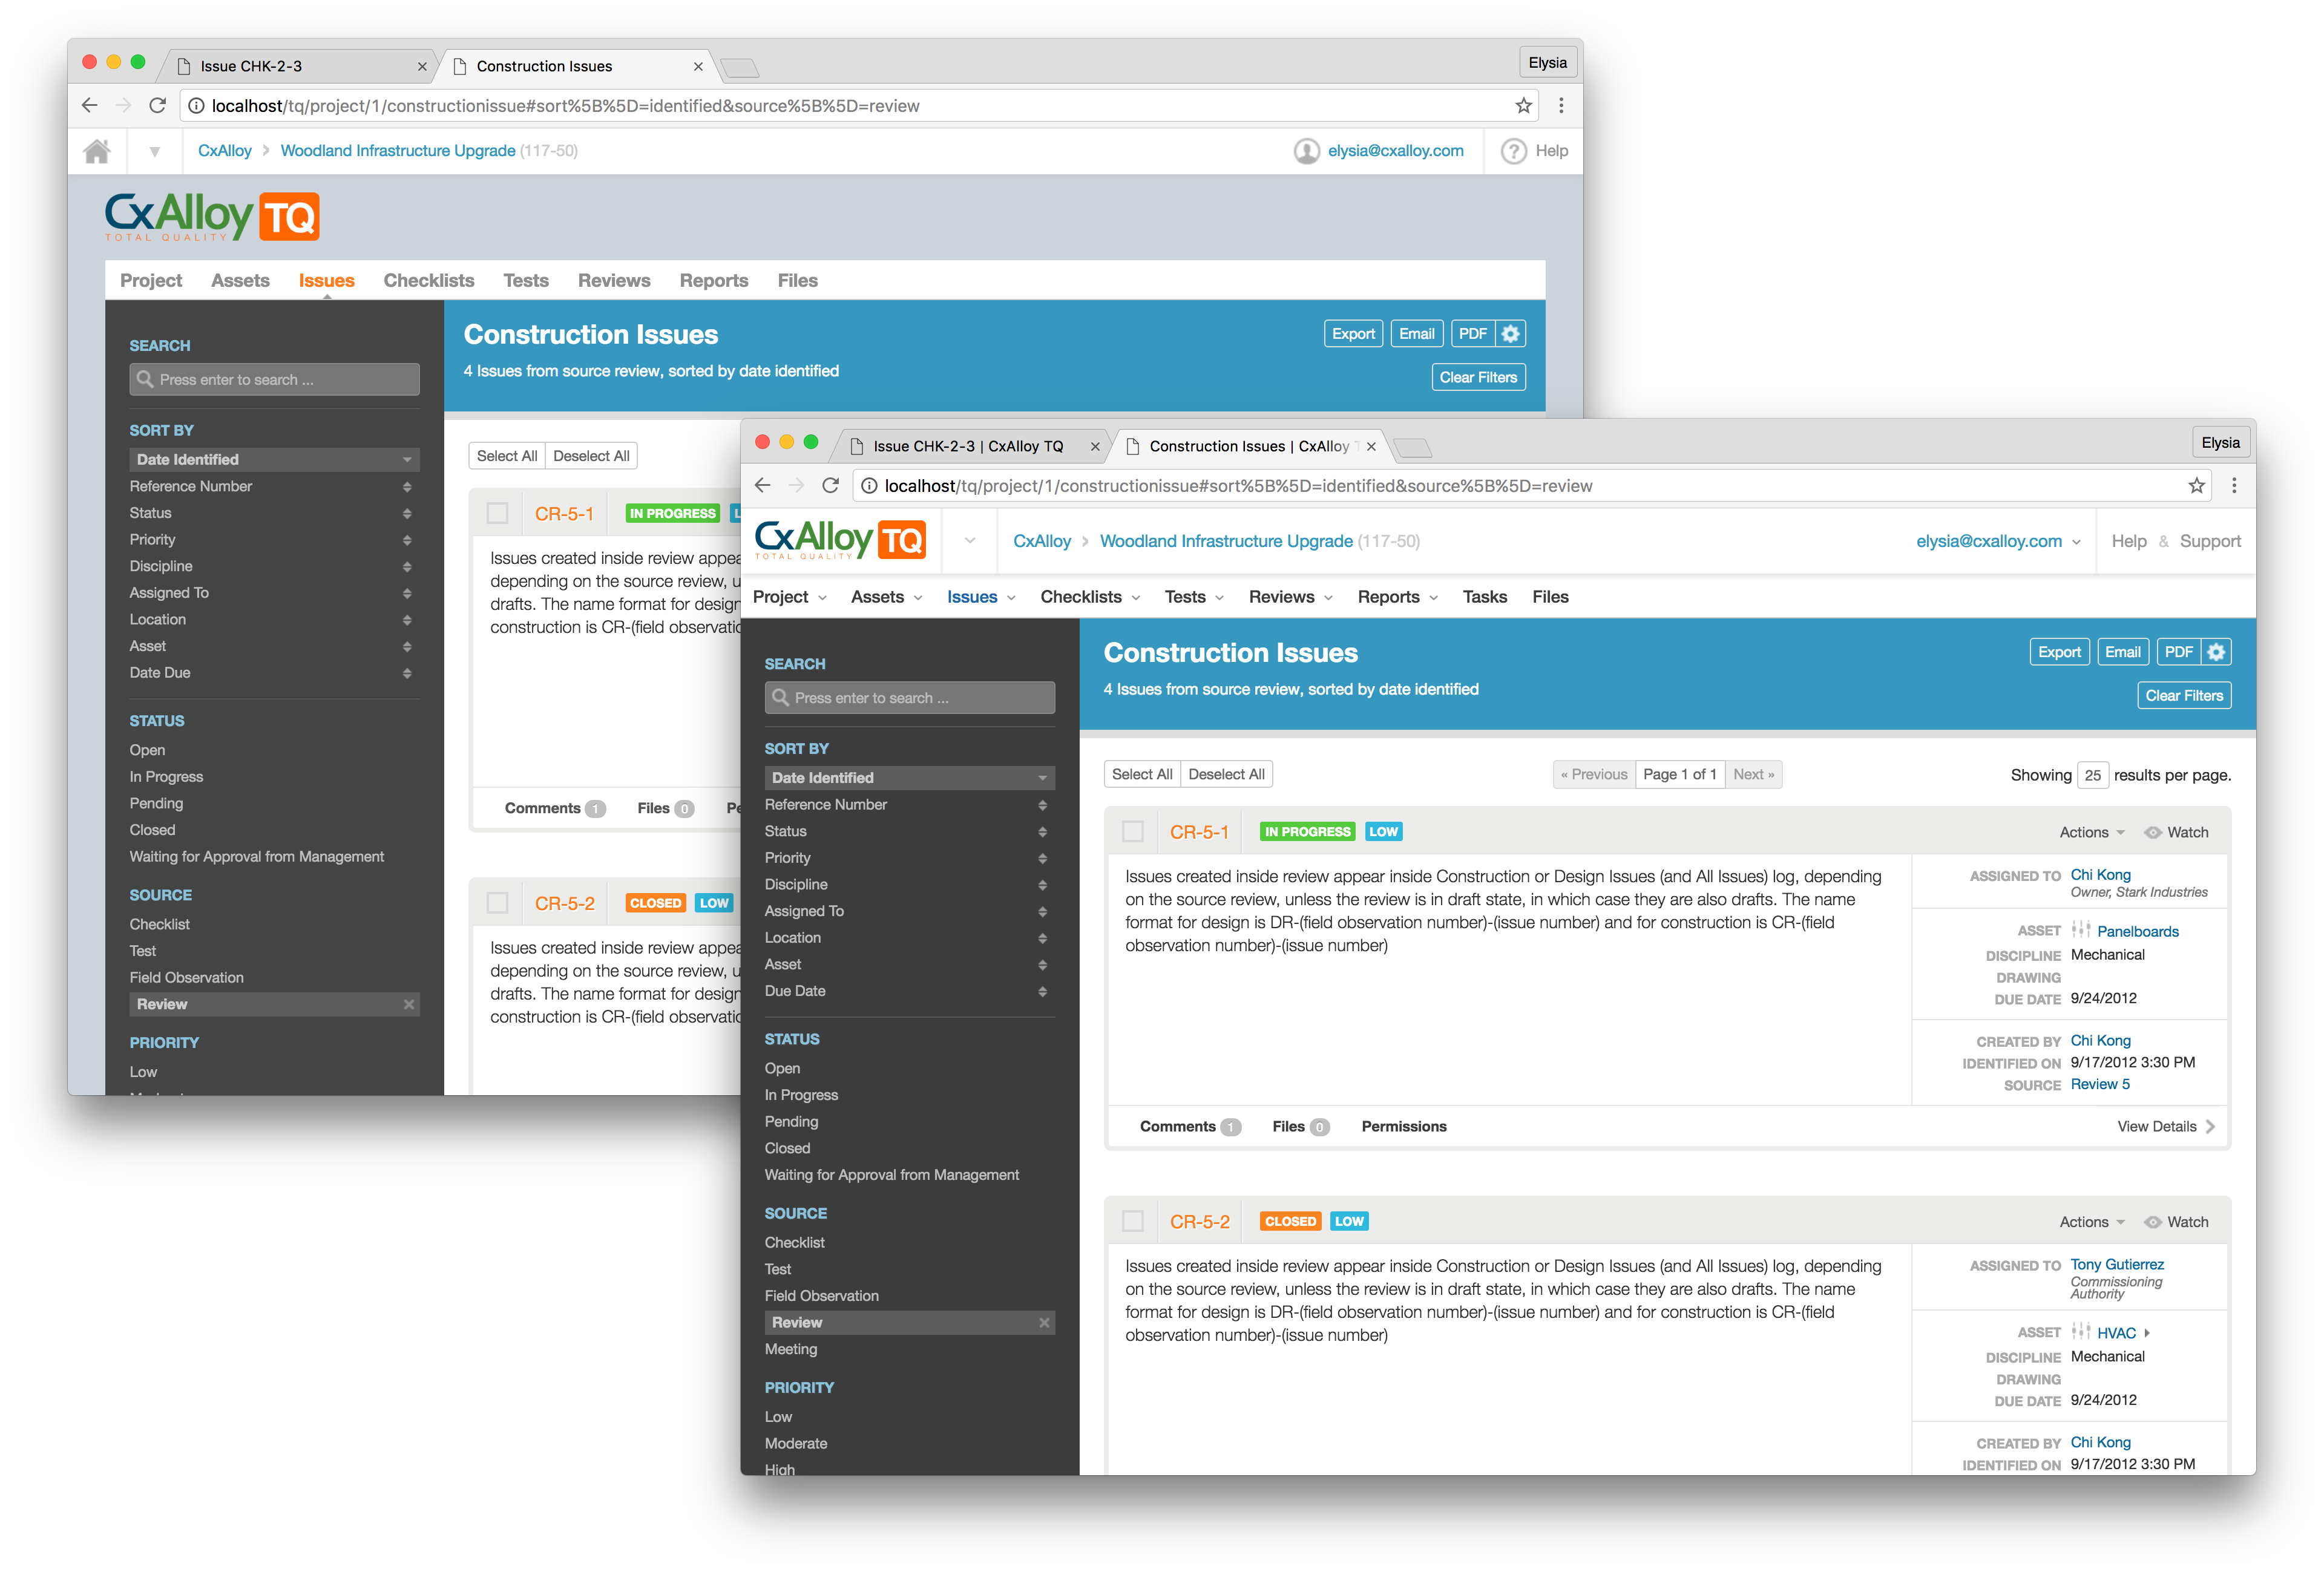 Issue CHK-2-3
Construction Issues
Elysia
localhost/tq/project/1/constructionissue#sort%5B%5D=identified&source%5B%5D=review
CxAlloy Woodland Infrastructure Upgrade (117-50)
elysia@cxalloy.com
? Help
CxAlloy TQ
TOTAL QUALITY
Project Assets Issues Checklists Tests Reviews Reports Files
SEARCH
Press enter to search ...
SORT BY
Date Identified
Reference Number
Status
Priority
Discipline
Assigned To
Location
Asset
Date Due
STATUS
Open
In Progress
Pending
Closed
Waiting for Approval from Management
SOURCE
Checklist
Test
Field Observation
Review
PRIORITY
Low
Construction Issues
Export Email PDF
4 Issues from source review, sorted by date identified
Clear Filters
Select All Deselect All
CR-5-1 IN PROGRESS
Issues created inside review appea
depending on the source review, u
drafts. The name format for design
construction is CR-(field observatio
Comments 1 Files 0 Pe
CR-5-2 CLOSED LOW
Issues created inside review appea
depending on the source review, u
drafts. The name format for design
construction is CR-(field observatio
Issue CHK-2-3 | CxAlloy TQ
Construction Issues | CxAlloy T
Elysia
localhost/tq/project/1/constructionissue#sort%5B%5D=identified&source%5B%5D=review
CxAlloy TQ
TOTAL QUALITY
CxAlloy Woodland Infrastructure Upgrade (117-50)
elysia@cxalloy.com
Help & Support
Project Assets Issues Checklists Tests Reviews Reports Tasks Files
SEARCH
Press enter to search ...
SORT BY
Date Identified
Reference Number
Status
Priority
Discipline
Assigned To
Location
Asset
Due Date
STATUS
Open
In Progress
Pending
Closed
Waiting for Approval from Management
SOURCE
Checklist
Test
Field Observation
Review
Meeting
PRIORITY
Low
Moderate
High
Construction Issues
Export Email PDF
4 Issues from source review, sorted by date identified
Clear Filters
Select All Deselect All
« Previous Page 1 of 1 Next »
Showing 25 results per page.
CR-5-1 IN PROGRESS LOW
Actions Watch
Issues created inside review appear inside Construction or Design Issues (and All Issues) log, depending
on the source review, unless the review is in draft state, in which case they are also drafts. The name
format for design is DR-(field observation number)-(issue number) and for construction is CR-(field
observation number)-(issue number)
ASSIGNED TO Chi Kong
Owner, Stark Industries
ASSET Panelboards
DISCIPLINE Mechanical
DRAWING
DUE DATE 9/24/2012
CREATED BY Chi Kong
IDENTIFIED ON 9/17/2012 3:30 PM
SOURCE Review 5
Comments 1 Files 0 Permissions
View Details
CR-5-2 CLOSED LOW
Actions Watch
Issues created inside review appear inside Construction or Design Issues (and All Issues) log, depending
on the source review, unless the review is in draft state, in which case they are also drafts. The name
format for design is DR-(field observation number)-(issue number) and for construction is CR-(field
observation number)-(issue number)
ASSIGNED TO Tony Gutierrez
Commissioning
Authority
ASSET HVAC
DISCIPLINE Mechanical
DRAWING
DUE DATE 9/24/2012
CREATED BY Chi Kong
IDENTIFIED ON 9/17/2012 3:30 PM